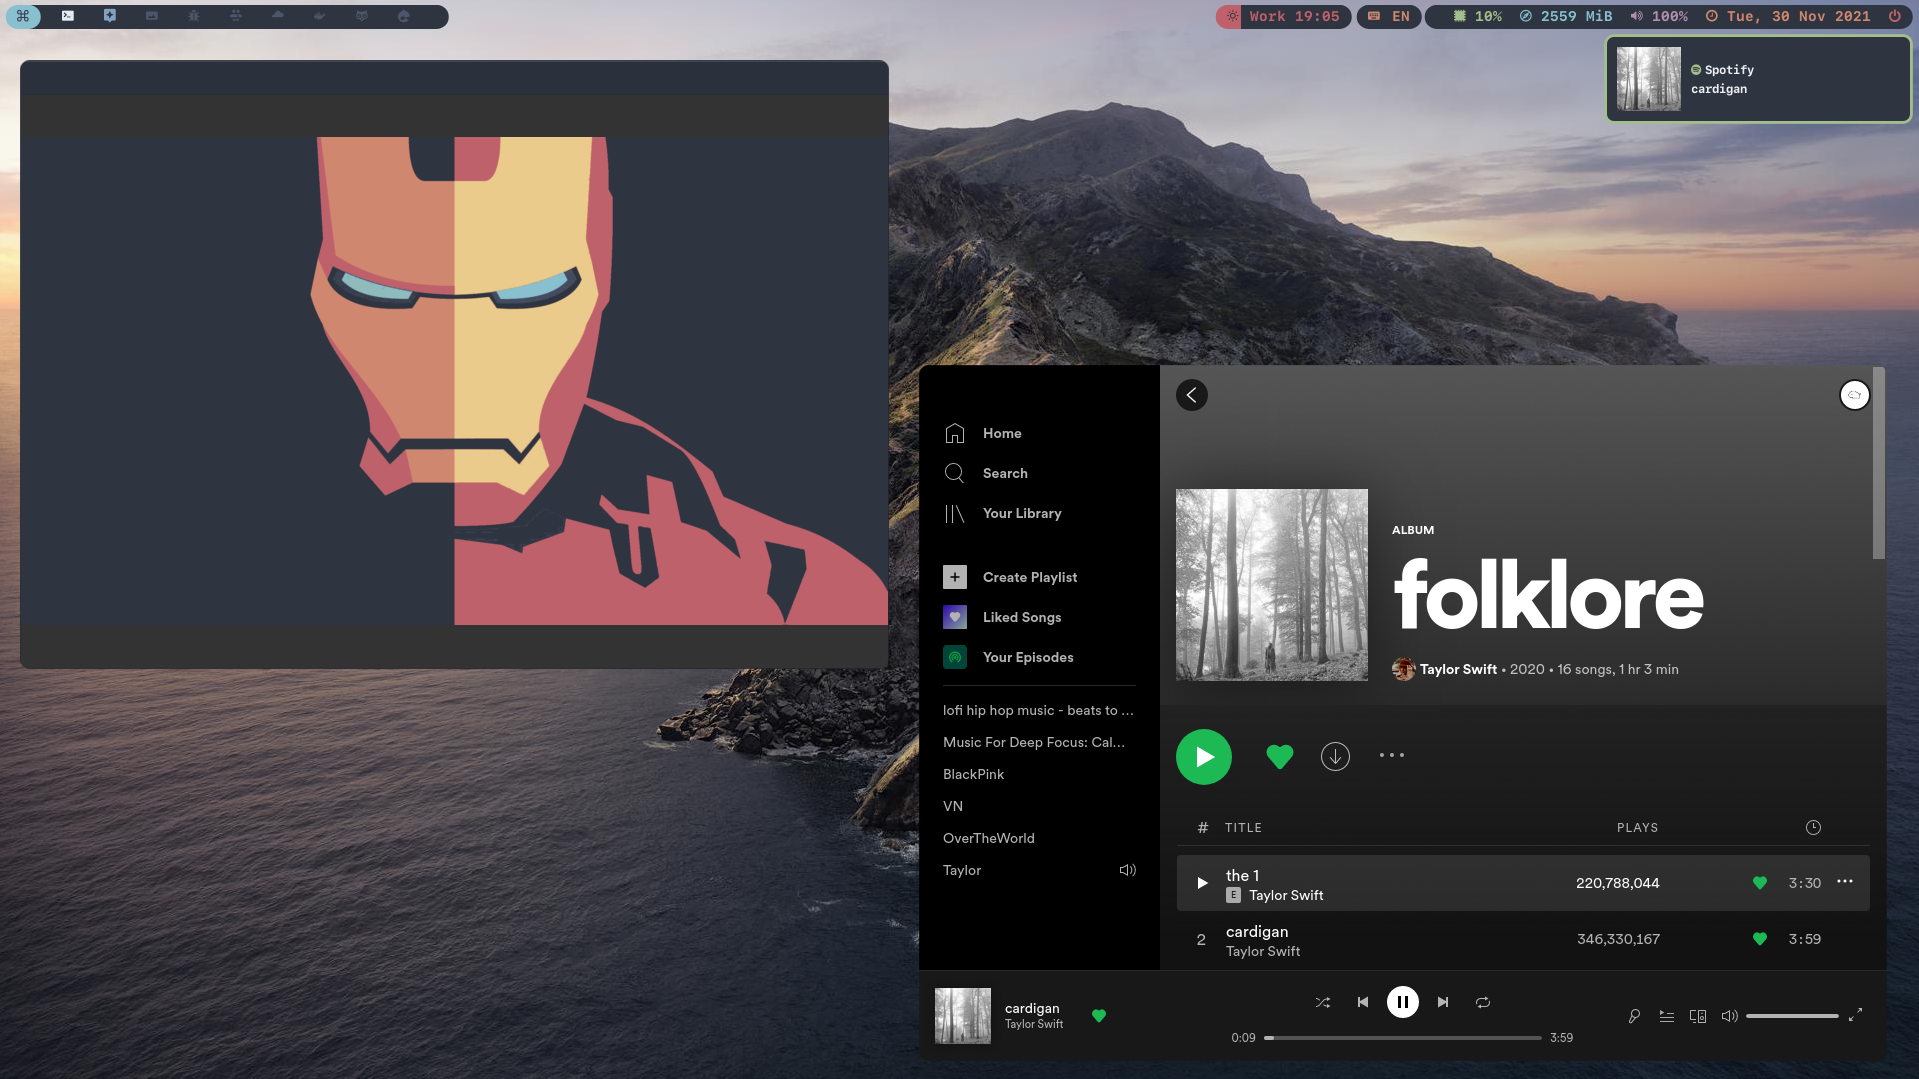 Work 19:05
EN
10%
2559 MiB
100%
Tue, 30 Nov 2021
Spotify
cardigan
Home
Search
Your Library
Create Playlist
Liked Songs
Your Episodes
lofi hip hop music - beats to ...
Music For Deep Focus: Cal...
BlackPink
VN
OverTheWorld
Taylor
ALBUM
folklore
Taylor Swift • 2020 • 16 songs, 1 hr 3 min
# TITLE PLAYS
the 1
E Taylor Swift
220,788,044
3:30
2
cardigan
Taylor Swift
346,330,167
3:59
cardigan
Taylor Swift
0:09
3:59